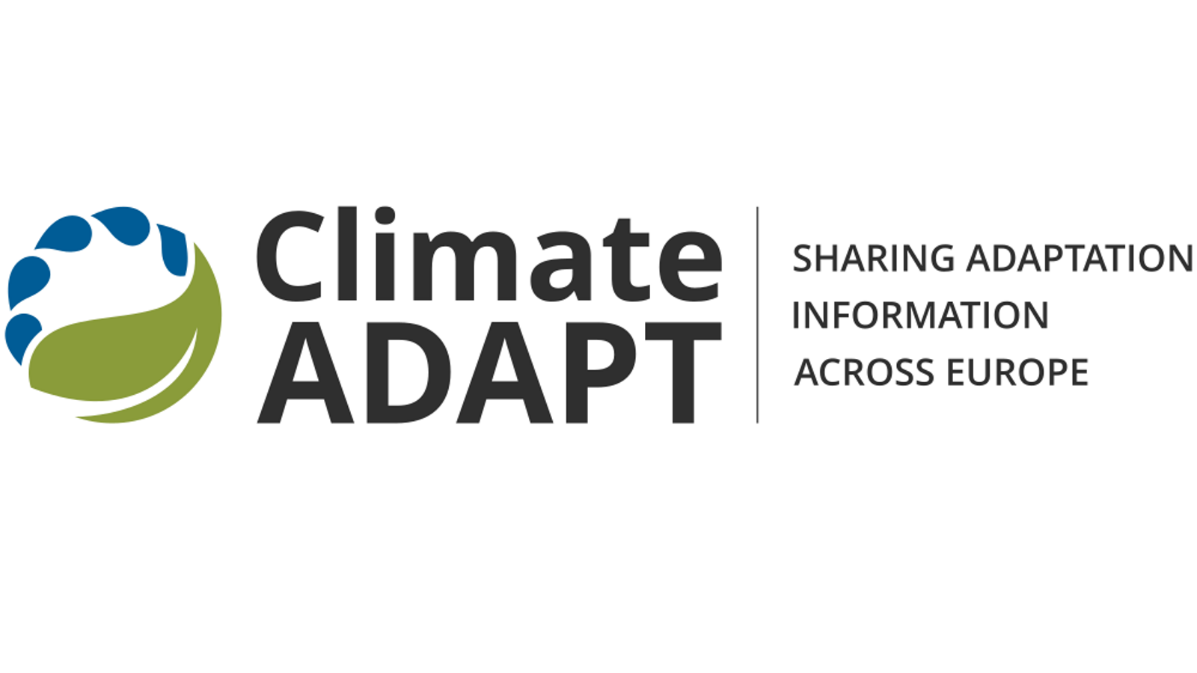 Climate
ADAPT
SHARING ADAPTATION
INFORMATION
ACROSS EUROPE